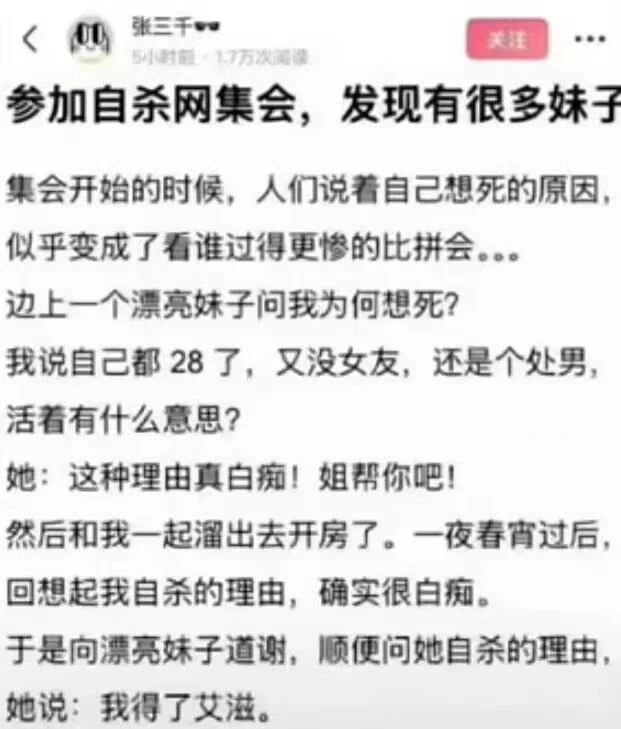 张三千🕶
5小时前 · 1.7万次阅读
关注
参加自杀网集会，发现有很多妹子
集会开始的时候，人们说着自己想死的原因，
似乎变成了看谁过得更惨的比拼会。。。
边上一个漂亮妹子问我为何想死？
我说自己都 28 了，又没女友，还是个处男，
活着有什么意思？
她：这种理由真白痴！姐帮你吧！
然后和我一起溜出去开房了。一夜春宵过后，
回想起我自杀的理由，确实很白痴。
于是向漂亮妹子道谢，顺便问她自杀的理由，
她说：我得了艾滋。